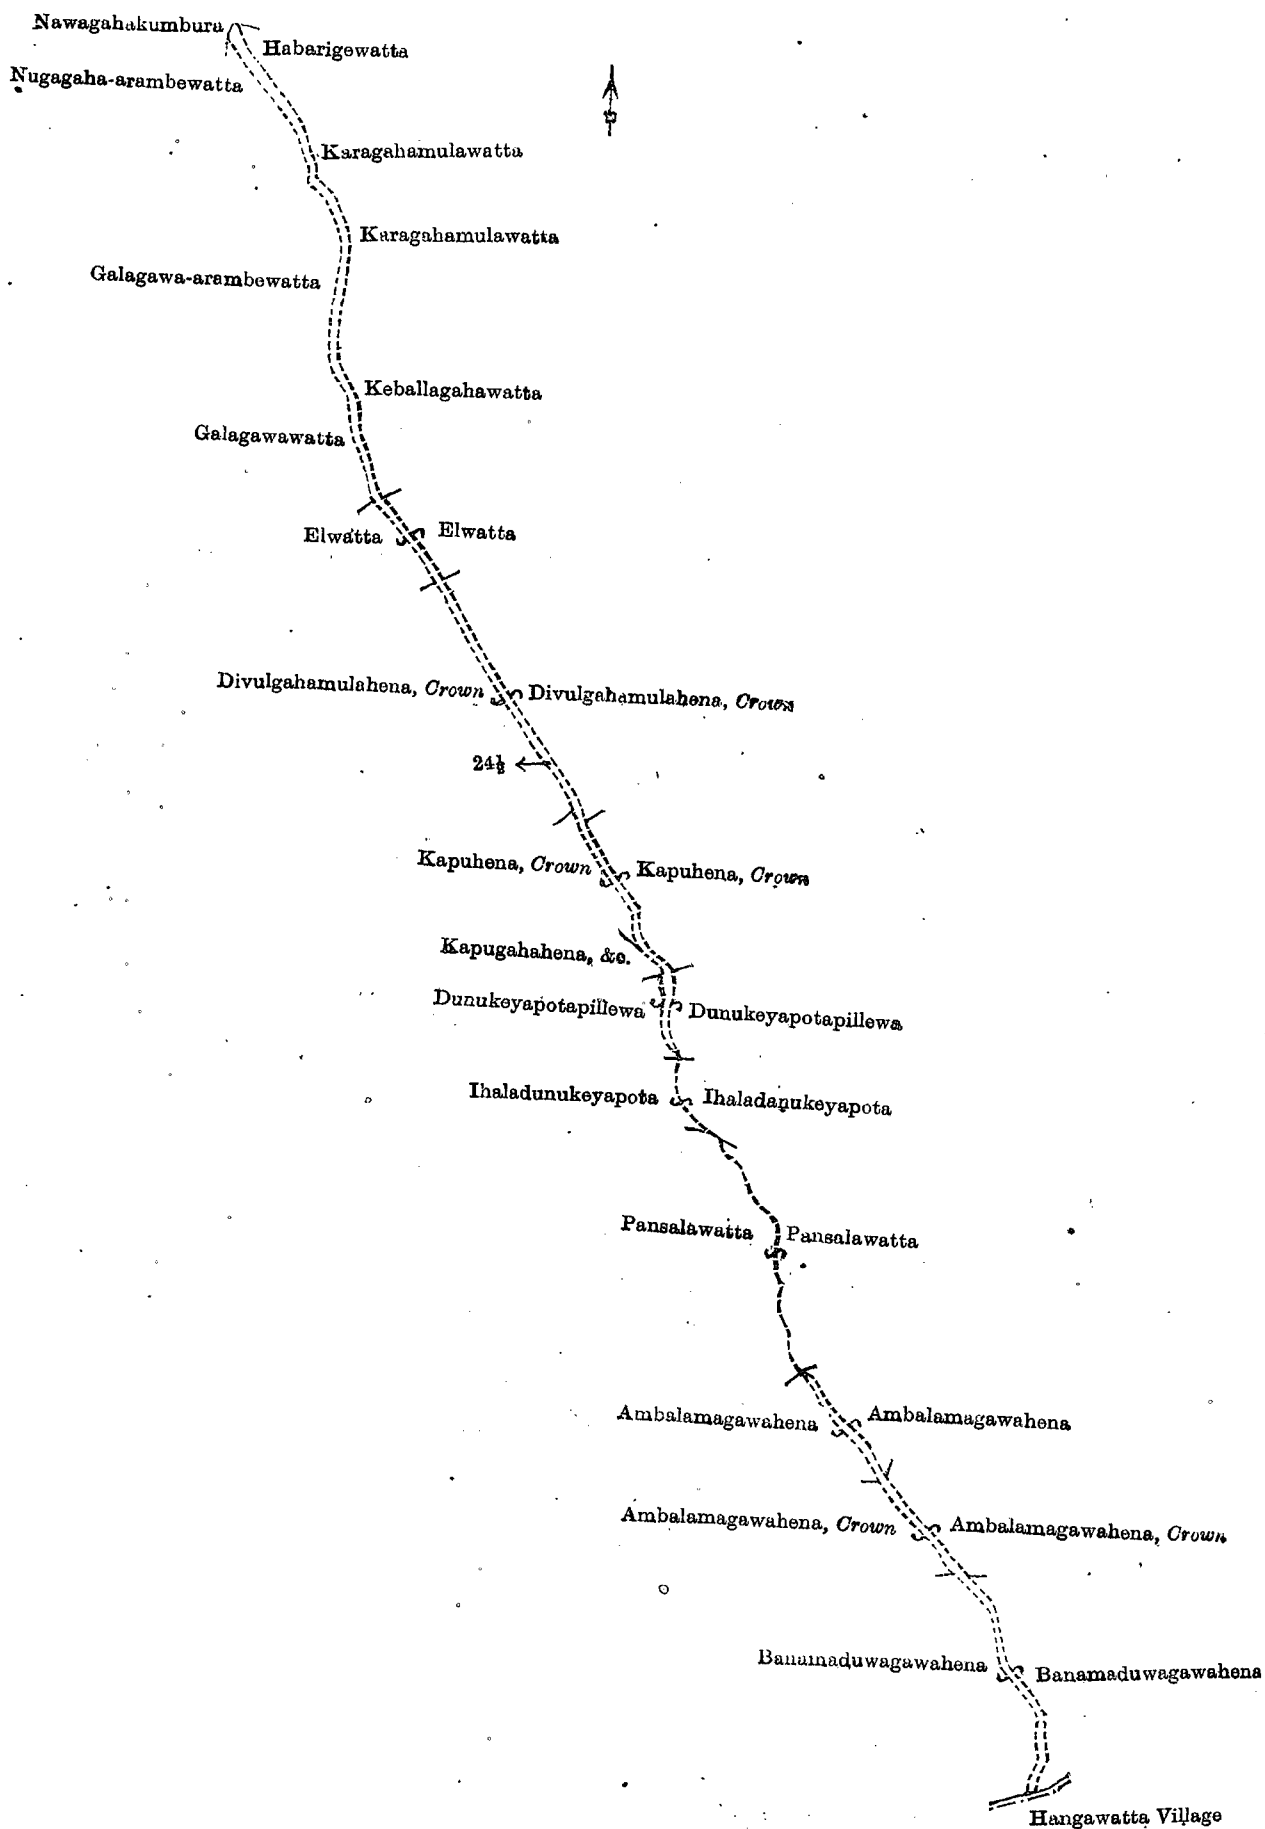 Nawagahakumbura
Habarigewatta
Nugagaha-arambewatta
Karagahamulawatta
Karagahamulawatta
Galagawa-arambewatta
Keballagahawatta
Galagawawatta
Elwatta Elwatta
Divulgahamulahena, Crown Divulgahamulahena, Crown
24½
Kapuhena, Crown Kapuhena, Crown
Kapugahahena, &c.
Dunukeyapotapillewa Dunukeyapotapillewa
Ihaladunukeyapota Ihaladanukeyapota
Pansalawatta Pansalawatta
Ambalamagawahena Ambalamagawahena
Ambalamagawahena, Crown Ambalamagawahena, Crown
Banamaduwagawahena Banamaduwagawahena
Hangawatta Village